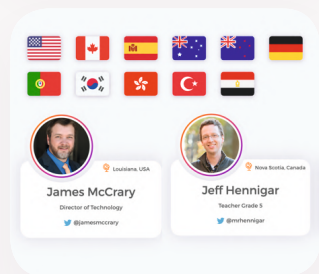 Louisiana, USA
James McCrary
Director of Technology
@jamesmccrary
Nova Scotia, Canada
Jeff Hennigar
Teacher Grade 5
@mrhennigar